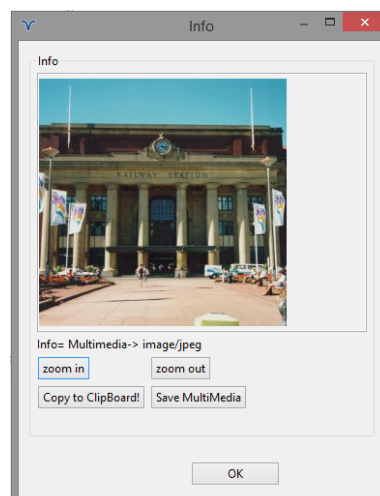 Info
Info
RAILWAY STATION
Info= Multimedia-> image/jpeg
zoom in
zoom out
Copy to ClipBoard!
Save MultiMedia
OK